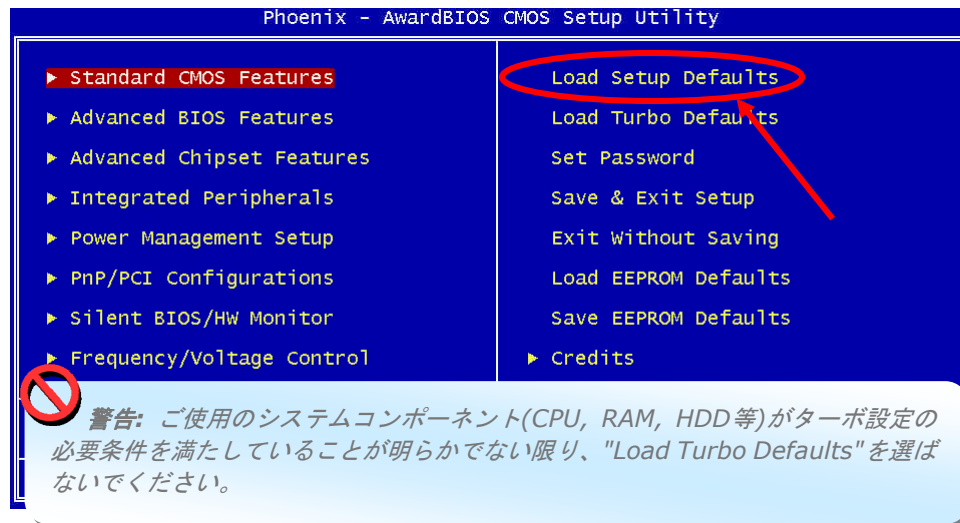 Phoenix - AwardBIOS CMOS Setup Utility
Standard CMOS Features
Advanced BIOS Features
Advanced Chipset Features
Integrated Peripherals
Power Management Setup
PnP/PCI Configurations
Silent BIOS/HW Monitor
Frequency/Voltage Control
Load Setup Defaults
Load Turbo Defaults
Set Password
Save & Exit Setup
Exit Without Saving
Load EEPROM Defaults
Save EEPROM Defaults
Credits
警告: ご使用のシステムコンポーネント(CPU, RAM, HDD等)がターボ設定の
必要条件を満たしていることが明らかでない限り、"Load Turbo Defaults"を選ば
ないでください。